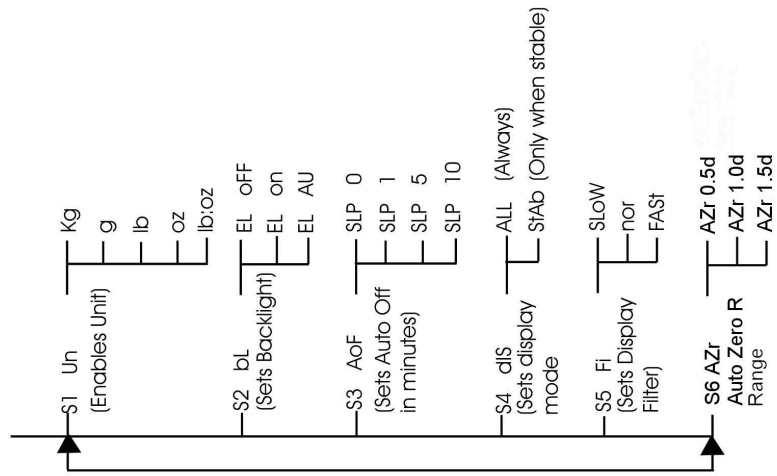 S1 Un
(Enables Unit)
Kg
g
lb
oz
lb:oz
S2 bL
(Sets Backlight)
EL oFF
EL on
EL AU
S3 AoF
(Sets Auto Off
in minutes)
SLP 0
SLP 1
SLP 5
SLP 10
S4 dIS
(Sets display
mode
ALL (Always)
StAb (Only when stable)
S5 Fi
(Sets Display
Filter)
SLoW
nor
FASt
S6 AZr
Auto Zero R
Range
AZr 0.5d
AZr 1.0d
AZr 1.5d